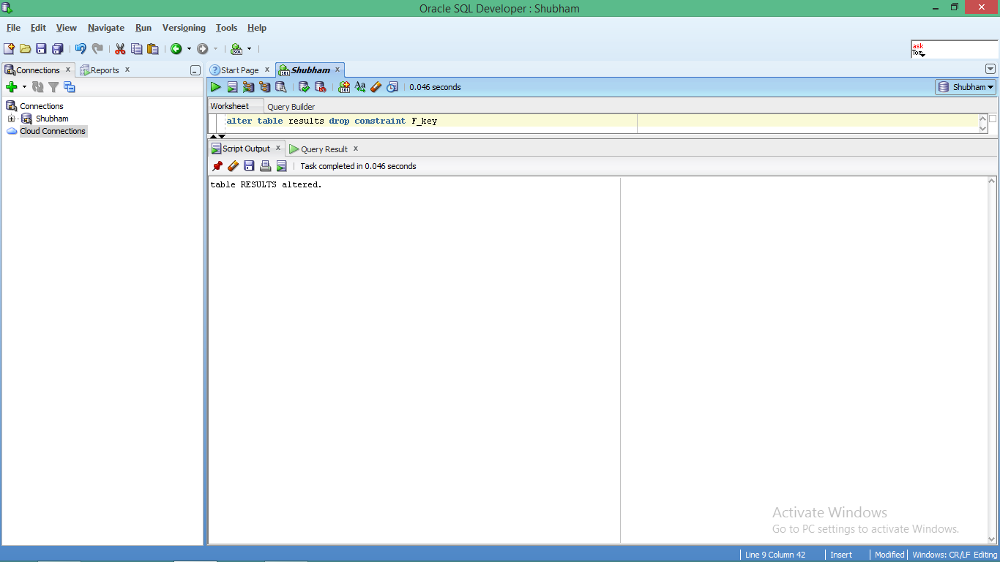 Oracle SQL Developer : Shubham
File Edit View Navigate Run Versioning Tools Help
ask
Tom
Connections Reports
Start Page Shubham
0.046 seconds
Shubham
Worksheet Query Builder
Connections
Shubham
Cloud Connections
alter table results drop constraint F_key
Script Output Query Result
Task completed in 0.046 seconds
table RESULTS altered.
Activate Windows
Go to PC settings to activate Windows.
Line 9 Column 42 Insert Modified Windows: CR/LF Editing